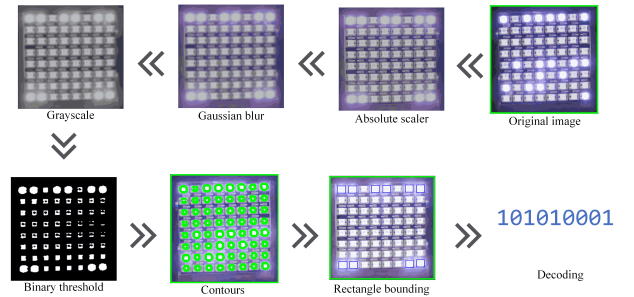 Grayscale
Gaussian blur
Absolute scaler
Original image
101010001
Binary threshold
Contours
Rectangle bounding
Decoding